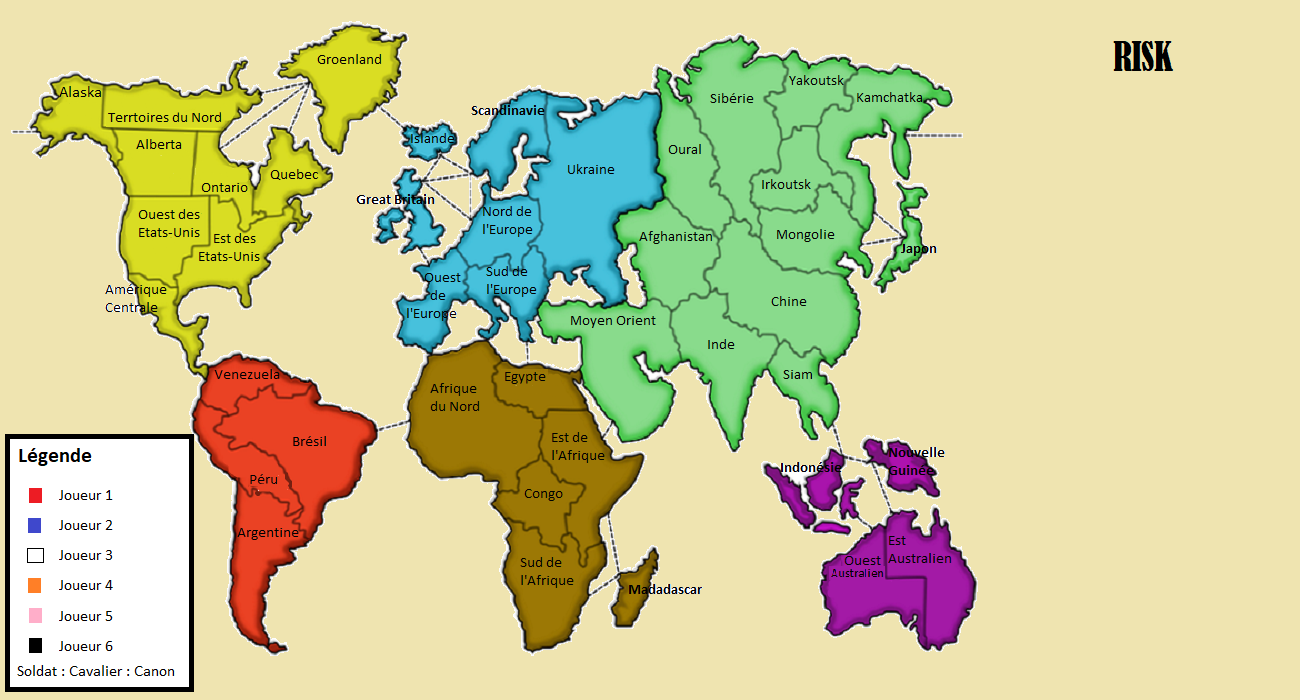 RISK
Groenland
Alaska
Terrtoires du Nord
Alberta
Ontario
Quebec
Ouest des
Etats-Unis
Est des
Etats-Unis
Amérique
Centrale
Venezuela
Brésil
Péru
Argentine
Islande
Scandinavie
Great Britain
Ukraine
Nord de
l'Europe
Ouest
de
l'Europe
Sud de
l'Europe
Afrique
du Nord
Egypte
Est de
l'Afrique
Congo
Sud de
l'Afrique
Madadascar
Oural
Sibérie
Yakoutsk
Kamchatka
Irkoutsk
Mongolie
Japon
Afghanistan
Chine
Moyen Orient
Inde
Siam
Indonésie
Nouvelle
Guinée
Ouest
Australien
Est
Australien
Légende
Joueur 1
Joueur 2
Joueur 3
Joueur 4
Joueur 5
Joueur 6
Soldat : Cavalier : Canon